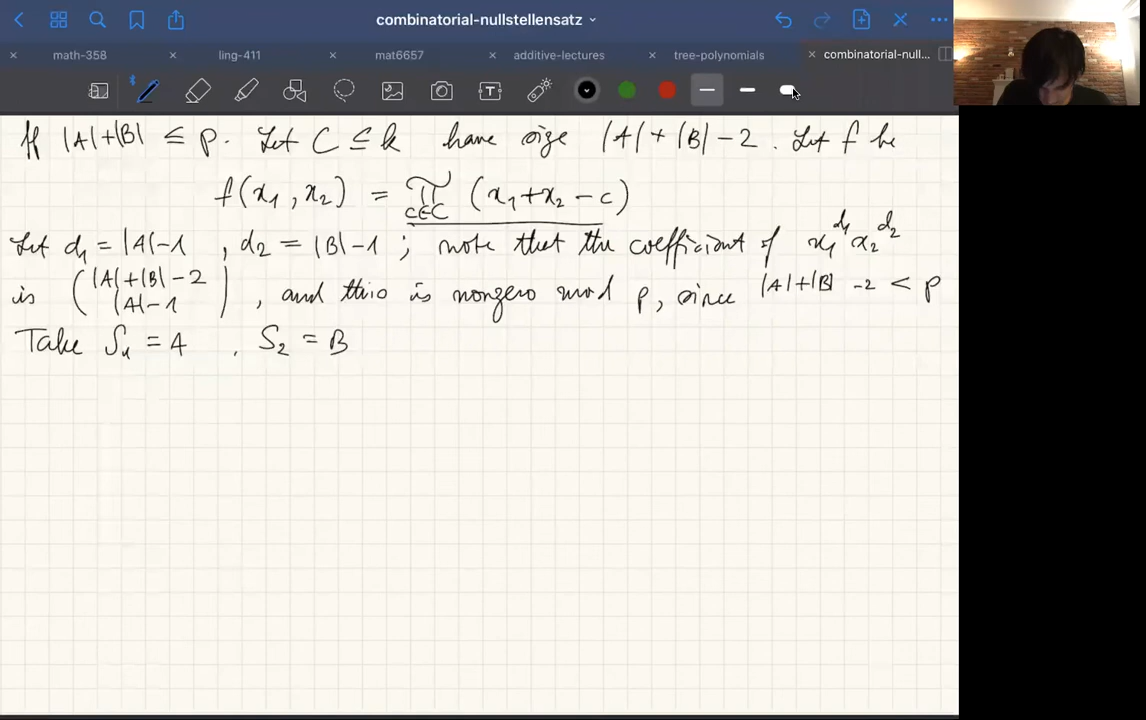 combinatorial-nullstellensatz
math-358
ling-411
mat6657
additive-lectures
tree-polynomials
combinatorial-null...
If |A|+|B| ≤ p. Let C ⊆ k have size |A|+|B|-2. Let f be
f(x₁,x₂) = ∏_{c∈C} (x₁+x₂-c)
Let d₁ = |A|-1, d₂ = |B|-1; note that the coefficient of x₁^{d₁} x₂^{d₂}
is (|A|+|B|-2 \choose |A|-1), and this is nonzero mod p, since |A|+|B|-2 < p
Take S₁ = A, S₂ = B